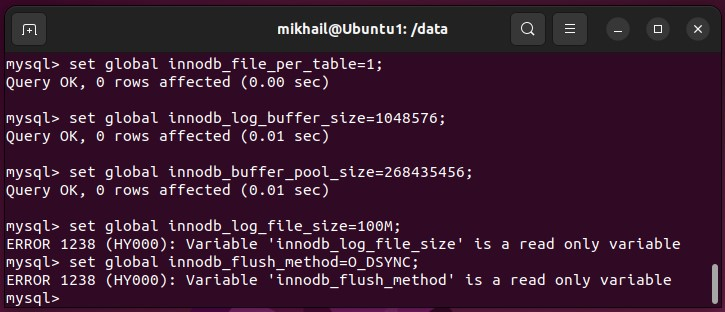 mikhail@Ubuntu1: /data
mysql> set global innodb_file_per_table=1;
Query OK, 0 rows affected (0.00 sec)
mysql> set global innodb_log_buffer_size=1048576;
Query OK, 0 rows affected (0.01 sec)
mysql> set global innodb_buffer_pool_size=268435456;
Query OK, 0 rows affected (0.01 sec)
mysql> set global innodb_log_file_size=100M;
ERROR 1238 (HY000): Variable 'innodb_log_file_size' is a read only variable
mysql> set global innodb_flush_method=O_DSYNC;
ERROR 1238 (HY000): Variable 'innodb_flush_method' is a read only variable
mysql>